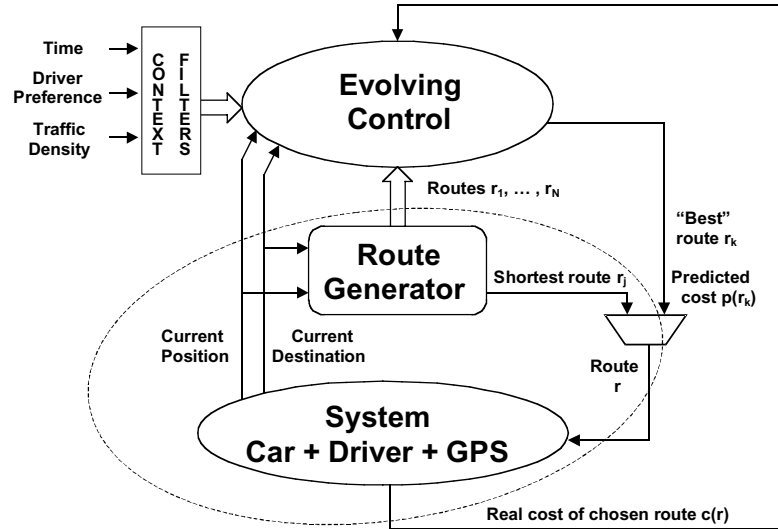 Time
Driver
Preference
Traffic
Density
CONTEXT
FILTERS
Evolving
Control
Routes r1, … , rN
“Best”
route rk
Route
Generator
Shortest route rj
Predicted
cost p(rk)
Current
Position
Current
Destination
Route
r
System
Car + Driver + GPS
Real cost of chosen route c(r)